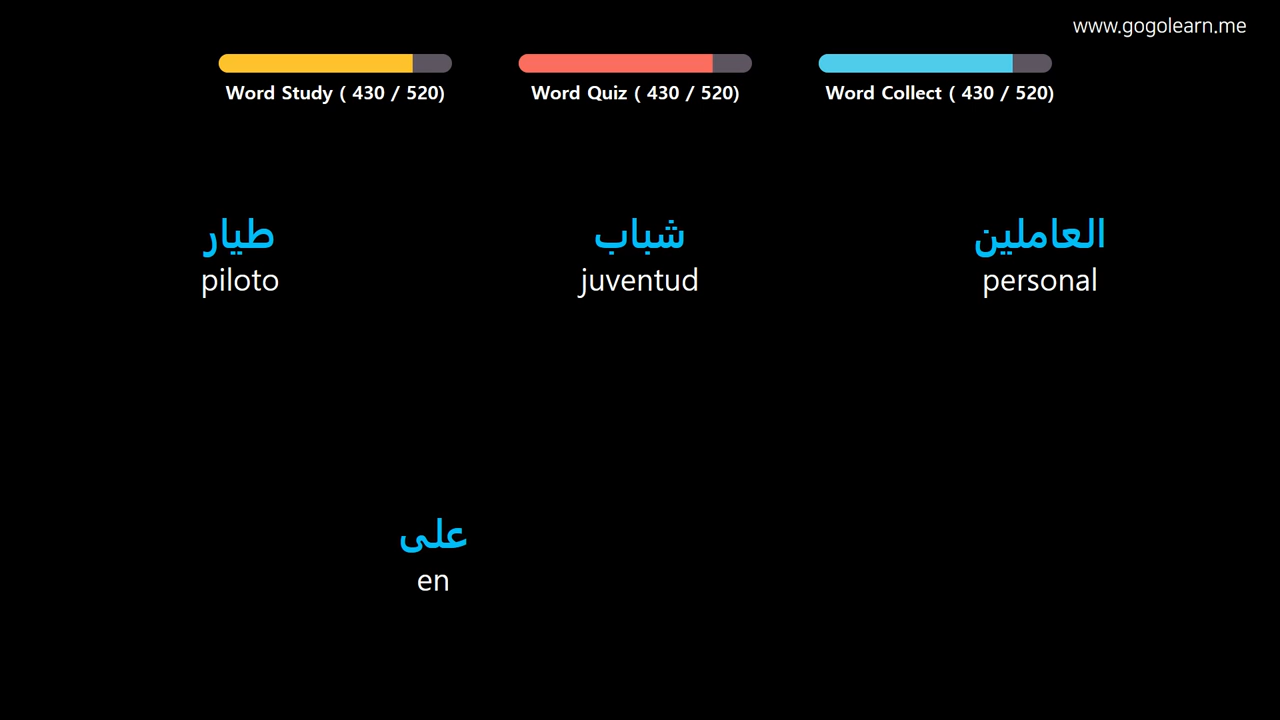 www.gogolearn.me
Word Study ( 430 / 520)
Word Quiz ( 430 / 520)
Word Collect ( 430 / 520)
طيار
piloto
شباب
juventud
العاملين
personal
على
en